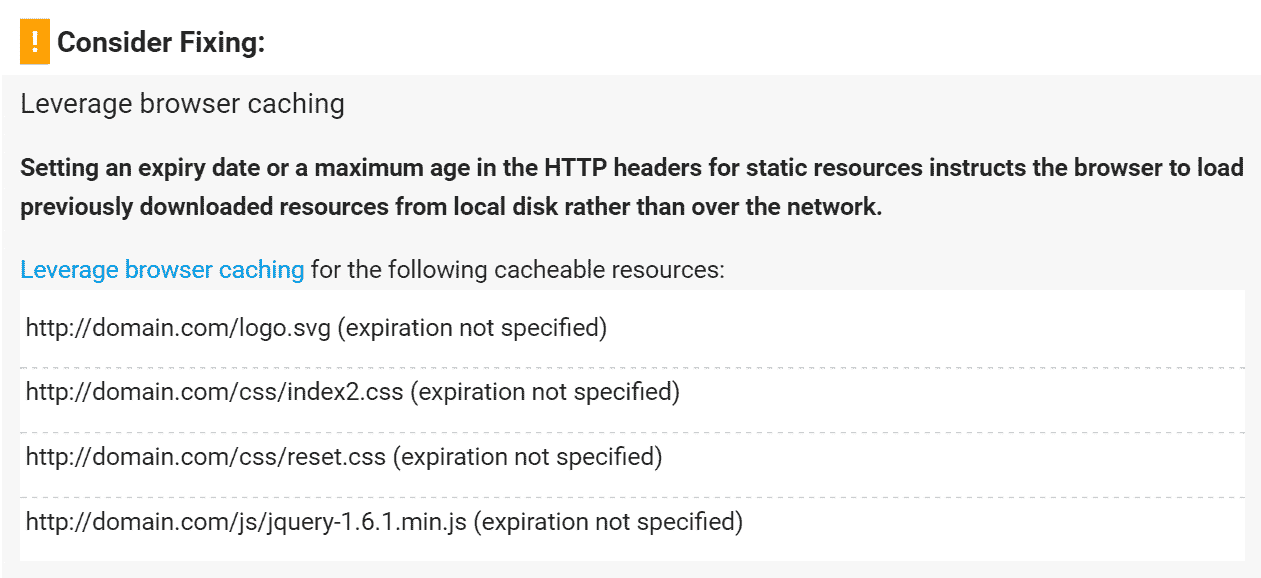 ! Consider Fixing:
Leverage browser caching
Setting an expiry date or a maximum age in the HTTP headers for static resources instructs the browser to load
previously downloaded resources from local disk rather than over the network.
Leverage browser caching for the following cacheable resources:
http://domain.com/logo.svg (expiration not specified)
http://domain.com/css/index2.css (expiration not specified)
http://domain.com/css/reset.css (expiration not specified)
http://domain.com/js/jquery-1.6.1.min.js (expiration not specified)